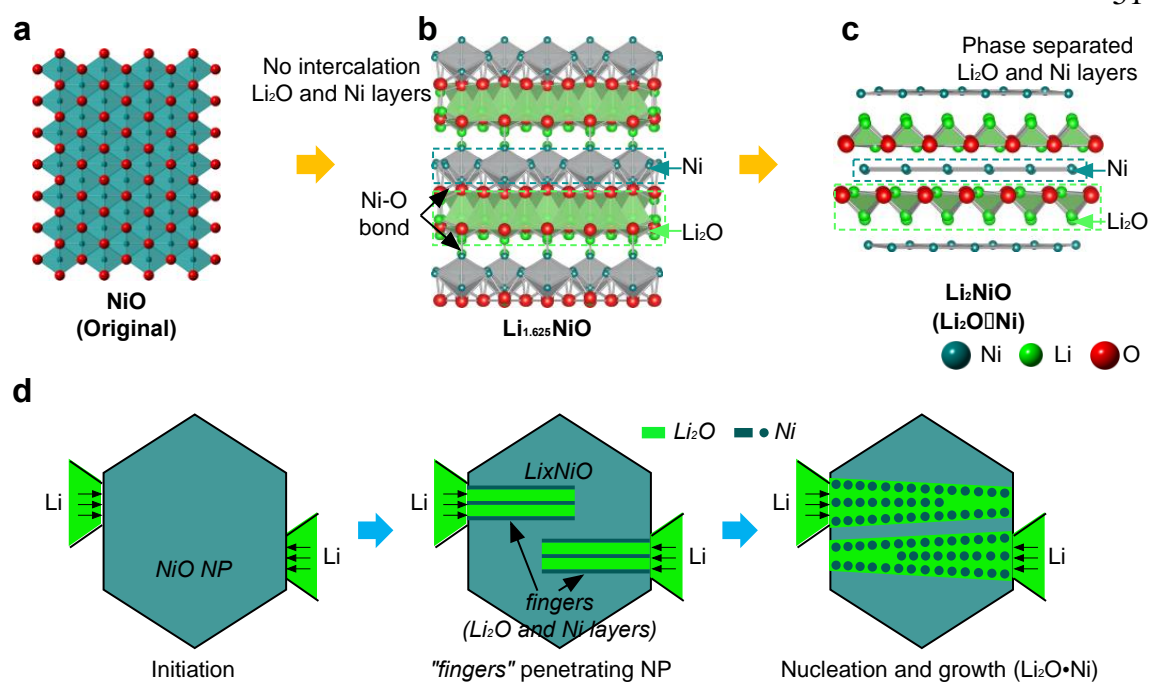 a
NiO
(Original)
No intercalation
Li₂O and Ni layers
b
Ni
Ni-O
bond
Li₂O
Li₁.₆₂₅NiO
c
Phase separated
Li₂O and Ni layers
Ni
Li₂O
Li₂NiO
(Li₂O▯Ni)
Ni Li O
d
Li
NiO NP
Li
Initiation
Li₂O Ni
LixNiO
Li
Li
fingers
(Li₂O and Ni layers)
"fingers" penetrating NP
Li
Li
Nucleation and growth (Li₂O•Ni)